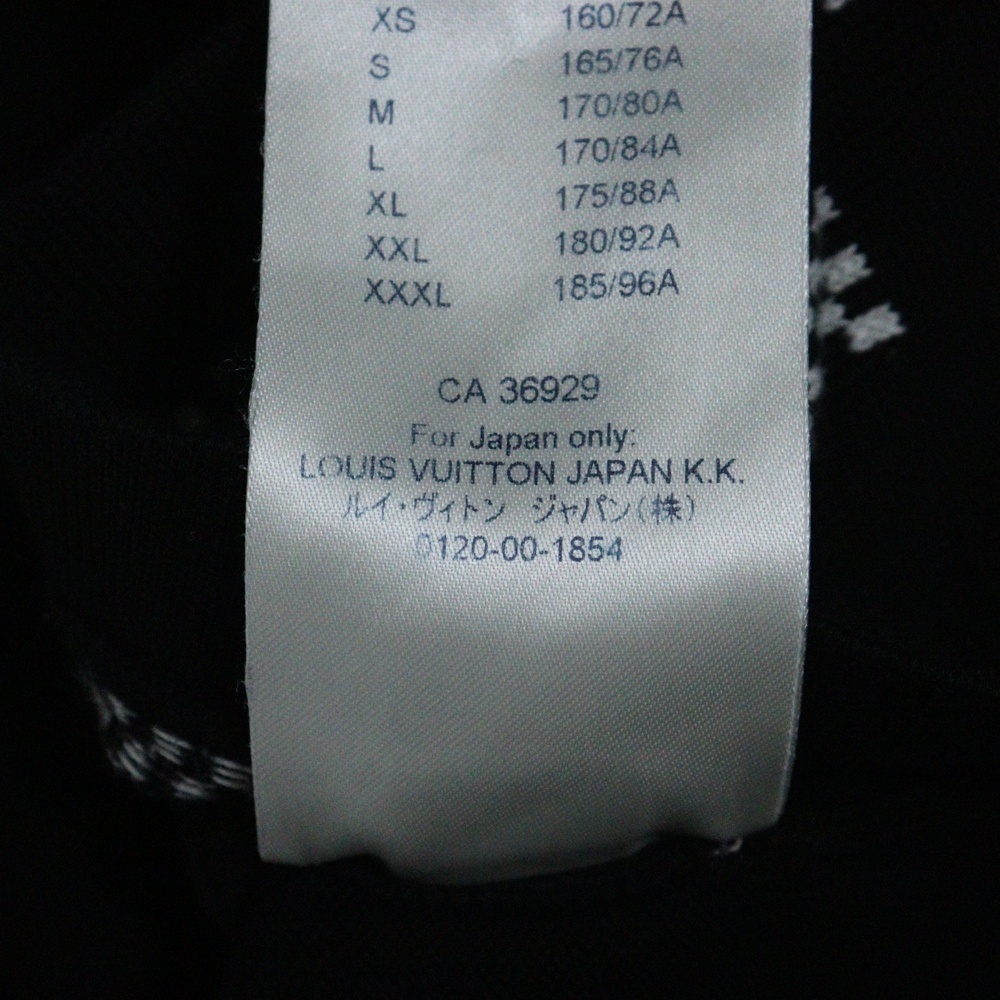 XS 160/72A
S 165/76A
M 170/80A
L 170/84A
XL 175/88A
XXL 180/92A
XXXL 185/96A
CA 36929
For Japan only:
LOUIS VUITTON JAPAN K.K.
ルイ・ヴィトン ジャパン(株)
0120-00-1854